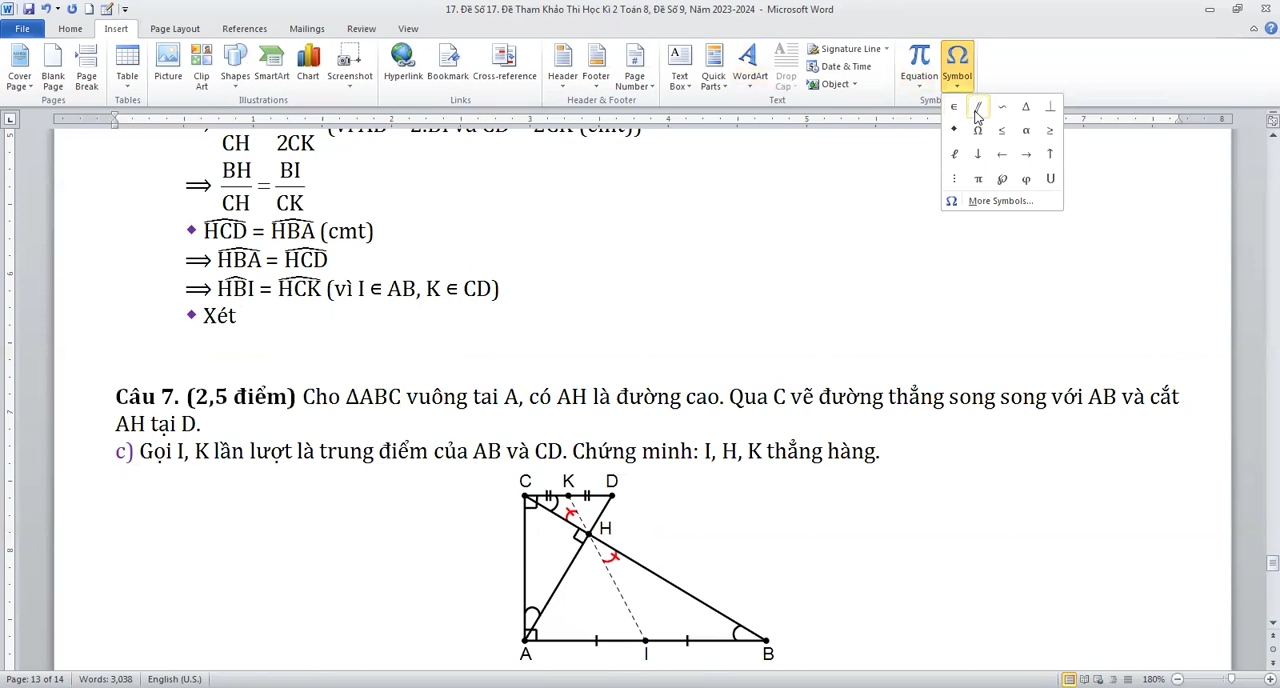 17. Đề Số 17. Đề Tham Khảo Thi Học Kì 2 Toán 8, Đề Số 9, Năm 2023-2024 - Microsoft Word
File Home Insert Page Layout References Mailings Review View
Cover Page Blank Page Page Break Table Picture Clip Art Shapes SmartArt Chart Screenshot Hyperlink Bookmark Cross-reference Header Footer Page Number Text Box Quick Parts WordArt Drop Cap Signature Line Date & Time Object Equation Symbol
Pages Tables Illustrations Links Header & Footer Text
∈ ∥ ∽ Δ ⊥
◆ Ω ≤ α ≥
ℓ ↓ ← → ↑
⋮ π ℘ φ U
Ω More Symbols...
1 2 3 4 5 7 8
CH 2CK
⟹ BH/CH = BI/CK
◆ HCD = HBA (cmt)
⟹ HBA = HCD
⟹ HBI = HCK (vì I ∈ AB, K ∈ CD)
◆ Xét
Câu 7. (2,5 điểm) Cho ΔABC vuông tai A, có AH là đường cao. Qua C vẽ đường thẳng song song với AB và cắt
AH tại D.
c) Gọi I, K lần lượt là trung điểm của AB và CD. Chứng minh: I, H, K thẳng hàng.
C K D
H
A I B
Page: 13 of 14 Words: 3,038 English (U.S.) 180%